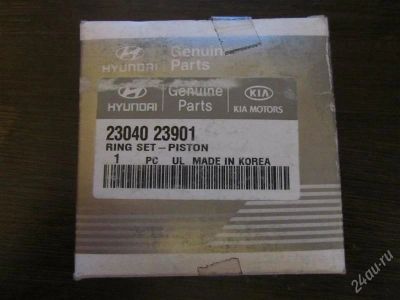 HYUNDAI
Genuine
Parts
HYUNDAI
Genuine
Parts
KIA
KIA MOTORS
23040 23901
RING SET-PISTON
1 PC UL MADE IN KOREA
24au.ru